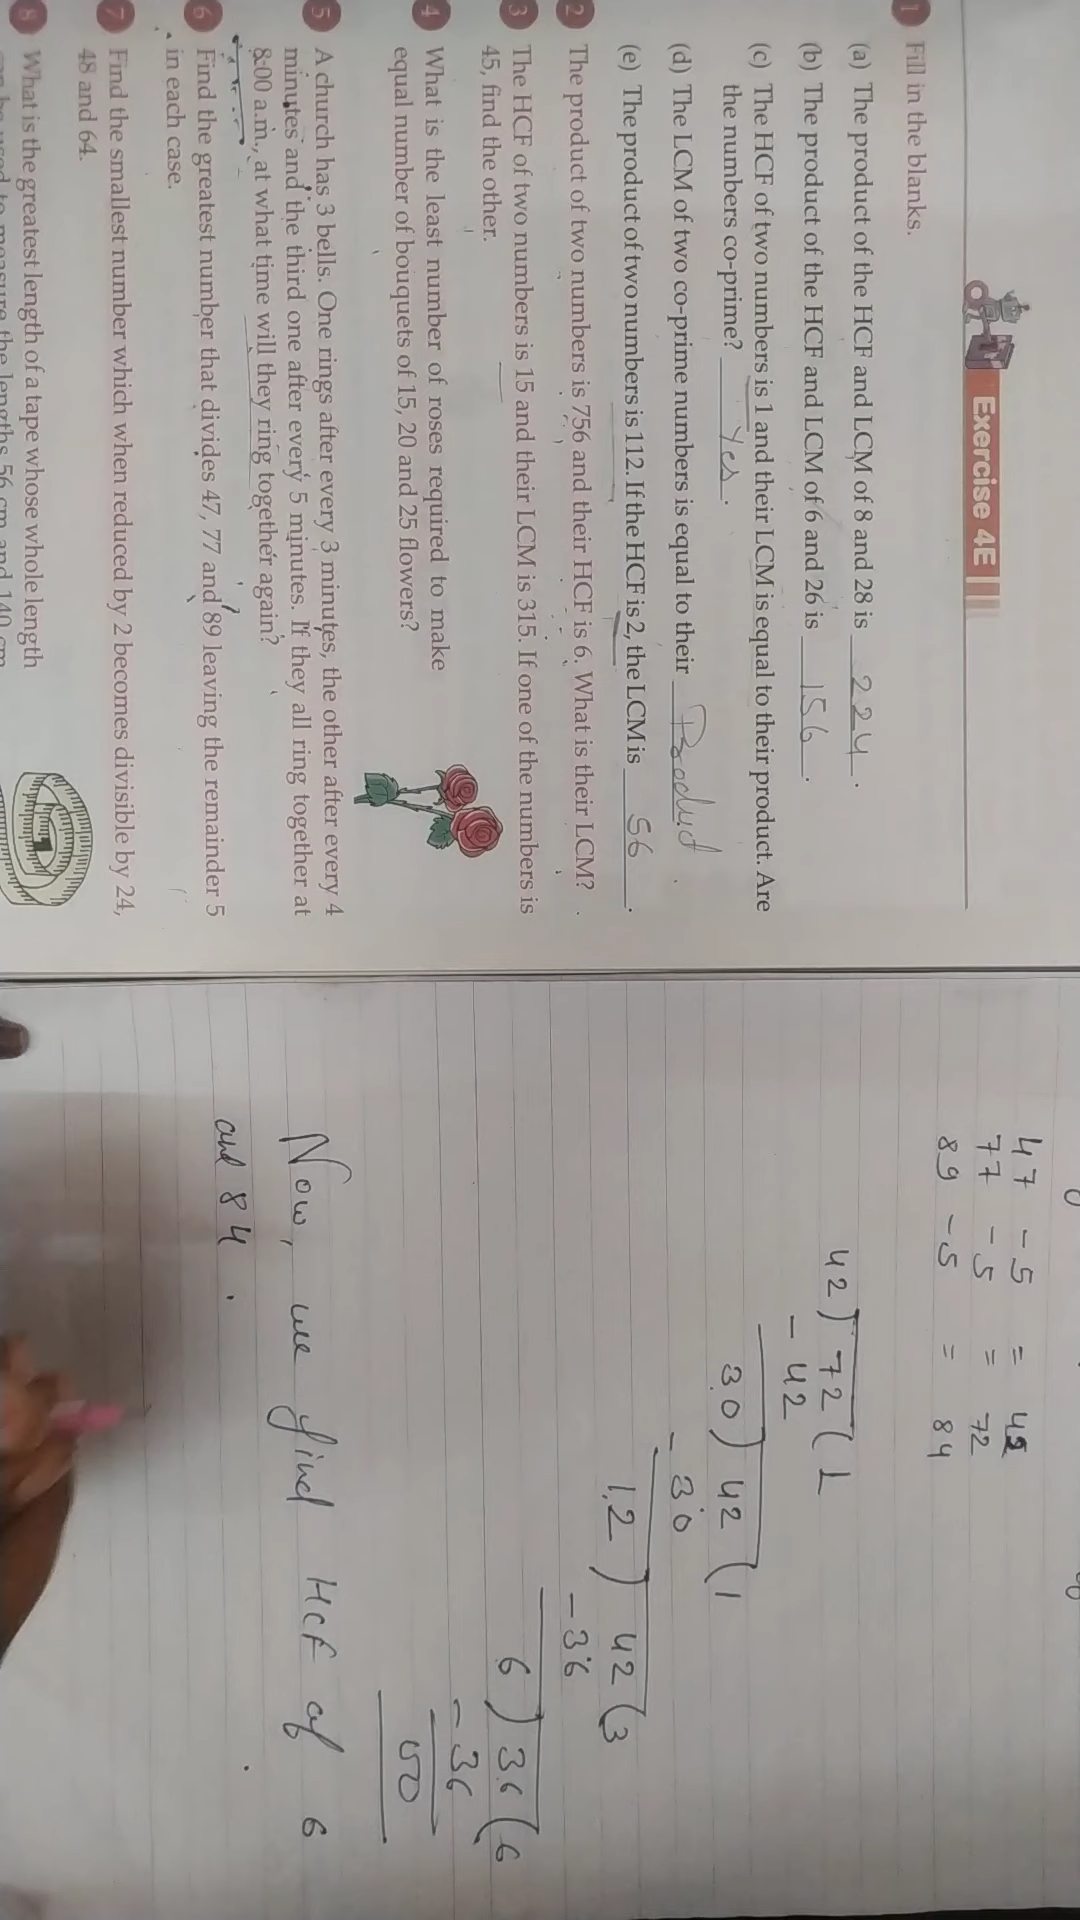 Exercise 4E
1 Fill in the blanks.
(a) The product of the HCF and LCM of 8 and 28 is 224.
(b) The product of the HCF and LCM of 6 and 26 is 156.
(c) The HCF of two numbers is 1 and their LCM is equal to their product. Are
the numbers co-prime? Yes.
(d) The LCM of two co-prime numbers is equal to their Product.
(e) The product of two numbers is 112. If the HCF is 2, the LCM is 56.
2 The product of two numbers is 756 and their HCF is 6. What is their LCM?
3 The HCF of two numbers is 15 and their LCM is 315. If one of the numbers is
45, find the other.
4 What is the least number of roses required to make
equal number of bouquets of 15, 20 and 25 flowers?
5 A church has 3 bells. One rings after every 3 minutes, the other after every 4
minutes and the third one after every 5 minutes. If they all ring together at
8:00 a.m., at what time will they ring together again?
6 Find the greatest number that divides 47, 77 and 89 leaving the remainder 5
in each case.
7 Find the smallest number which when reduced by 2 becomes divisible by 24,
48 and 64.
8 What is the greatest length of a tape whose whole length
can be used to measure the lengths 56 cm and 140 cm
47 - 5 = 42
77 - 5 = 72
89 - 5 = 84
42) 72 (1
- 42
30) 42 (1
- 30
12) 42 (3
- 36
6) 36 (6
- 36
00
Now, we find HCF of 6
and 84.